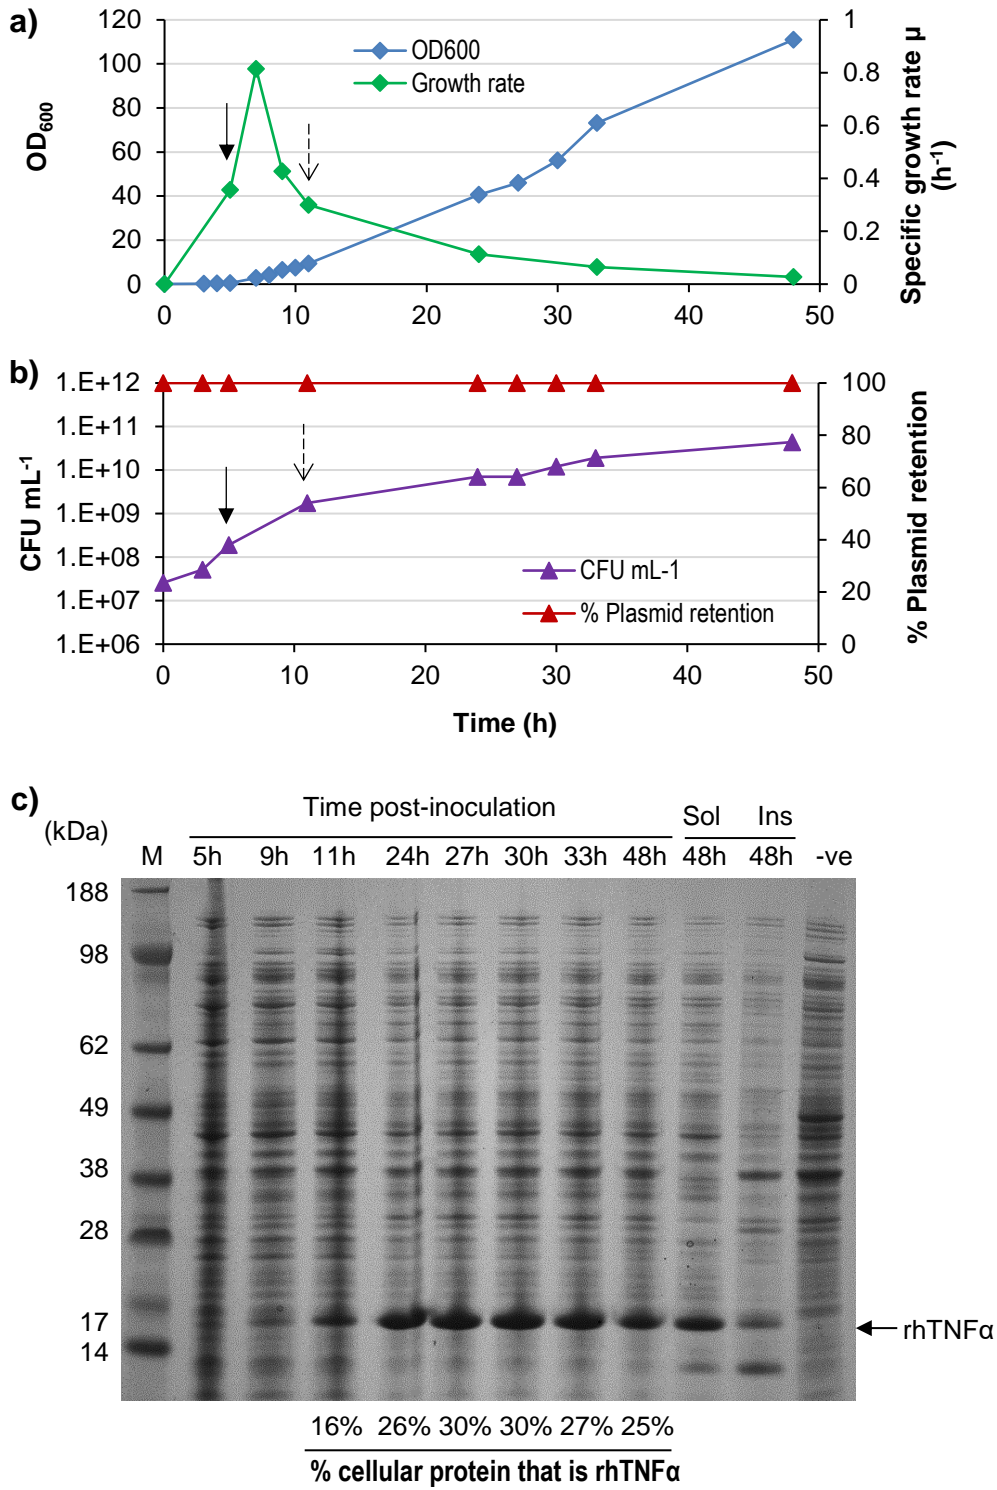 a)
120
100
80
60
40
20
0
OD600
OD600
Growth rate
1
0.8
0.6
0.4
0.2
0
Specific growth rate µ
(h-1)
0 10 20 30 40 50
b)
1.E+12
1.E+11
1.E+10
1.E+09
1.E+08
1.E+07
1.E+06
CFU mL-1
CFU mL-1
% Plasmid retention
100
80
60
40
20
0
% Plasmid retention
0 10 20 30 40 50
Time (h)
c)
Time post-inoculation Sol Ins
(kDa)
M 5h 9h 11h 24h 27h 30h 33h 48h 48h 48h -ve
188
98
62
49
38
28
17
14
rhTNFα
16% 26% 30% 30% 27% 25%
% cellular protein that is rhTNFα